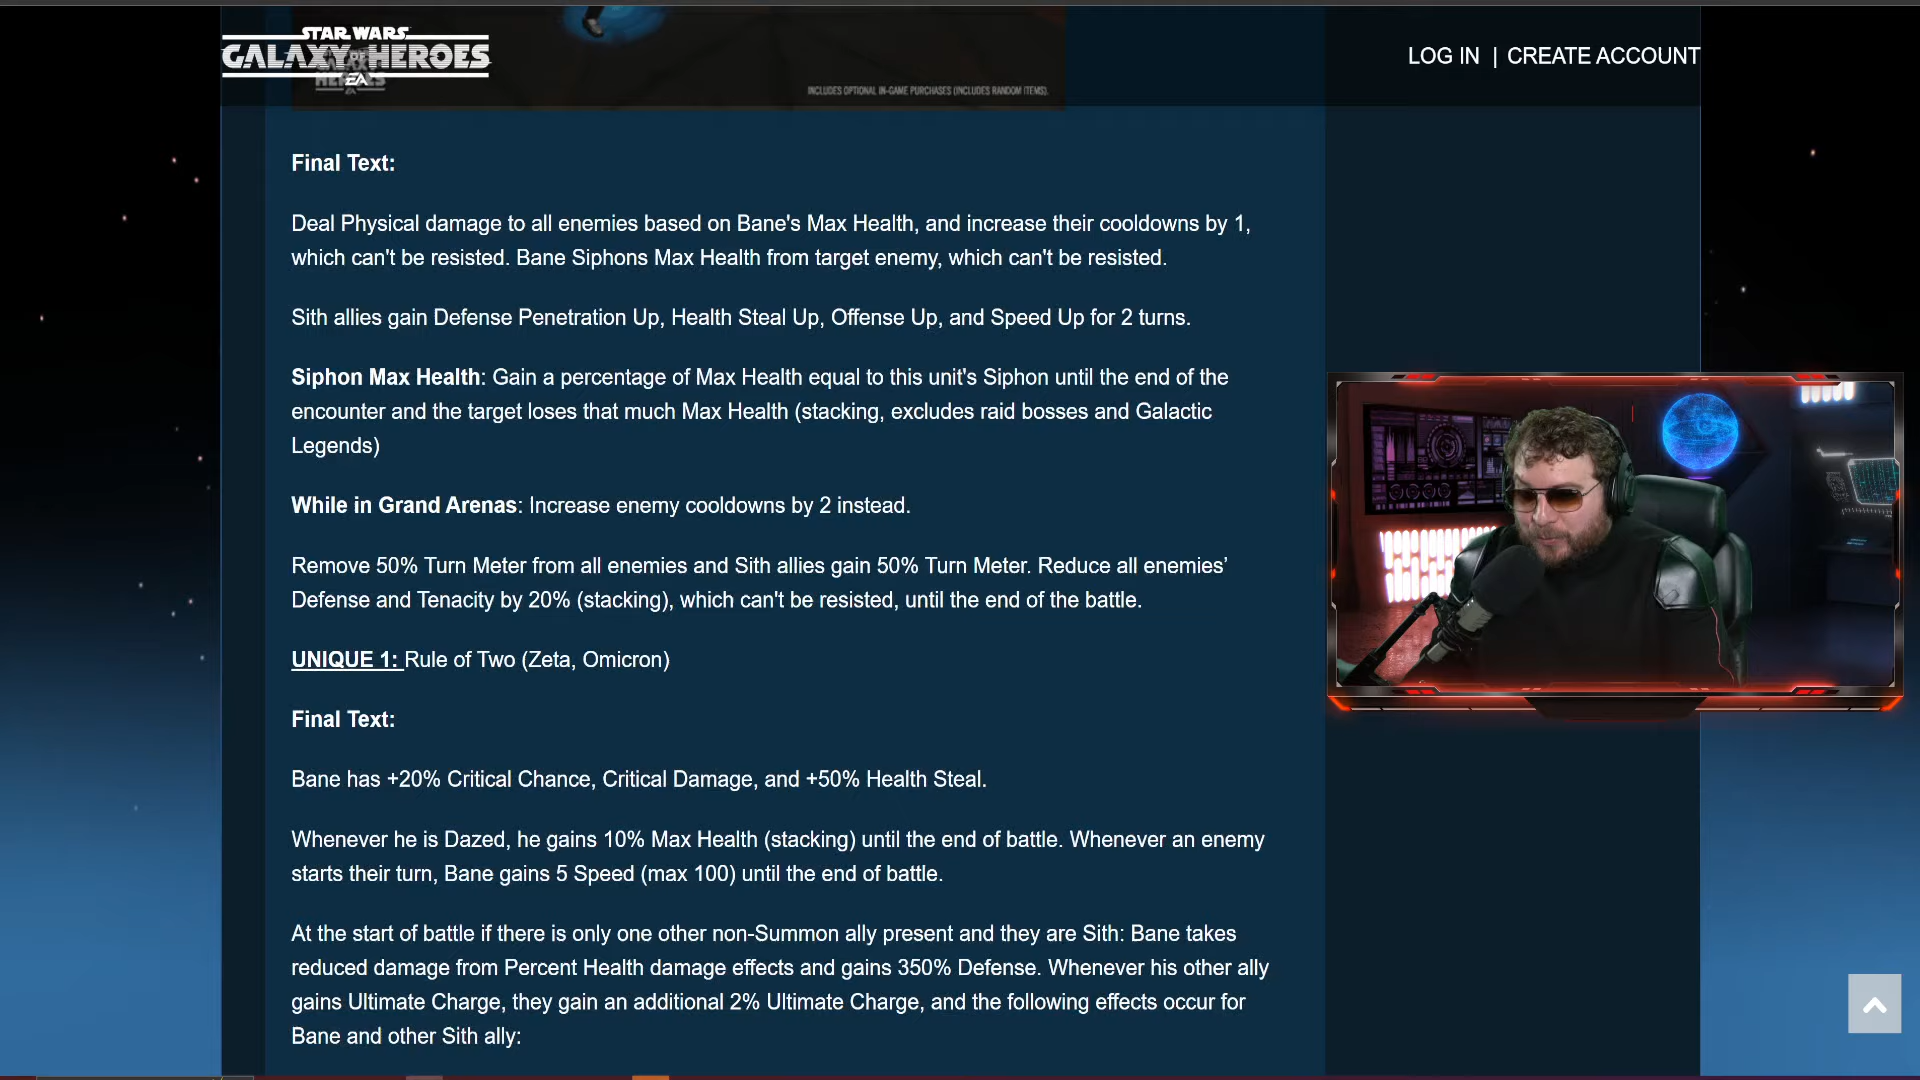 STAR WARS
GALAXY OF HEROES
EA
LOG IN | CREATE ACCOUNT
INCLUDES OPTIONAL IN-GAME PURCHASES (INCLUDES RANDOM ITEMS).
Final Text:
Deal Physical damage to all enemies based on Bane's Max Health, and increase their cooldowns by 1,
which can't be resisted. Bane Siphons Max Health from target enemy, which can't be resisted.
Sith allies gain Defense Penetration Up, Health Steal Up, Offense Up, and Speed Up for 2 turns.
Siphon Max Health: Gain a percentage of Max Health equal to this unit's Siphon until the end of the
encounter and the target loses that much Max Health (stacking, excludes raid bosses and Galactic
Legends)
While in Grand Arenas: Increase enemy cooldowns by 2 instead.
Remove 50% Turn Meter from all enemies and Sith allies gain 50% Turn Meter. Reduce all enemies’
Defense and Tenacity by 20% (stacking), which can't be resisted, until the end of the battle.
UNIQUE 1: Rule of Two (Zeta, Omicron)
Final Text:
Bane has +20% Critical Chance, Critical Damage, and +50% Health Steal.
Whenever he is Dazed, he gains 10% Max Health (stacking) until the end of battle. Whenever an enemy
starts their turn, Bane gains 5 Speed (max 100) until the end of battle.
At the start of battle if there is only one other non-Summon ally present and they are Sith: Bane takes
reduced damage from Percent Health damage effects and gains 350% Defense. Whenever his other ally
gains Ultimate Charge, they gain an additional 2% Ultimate Charge, and the following effects occur for
Bane and other Sith ally: